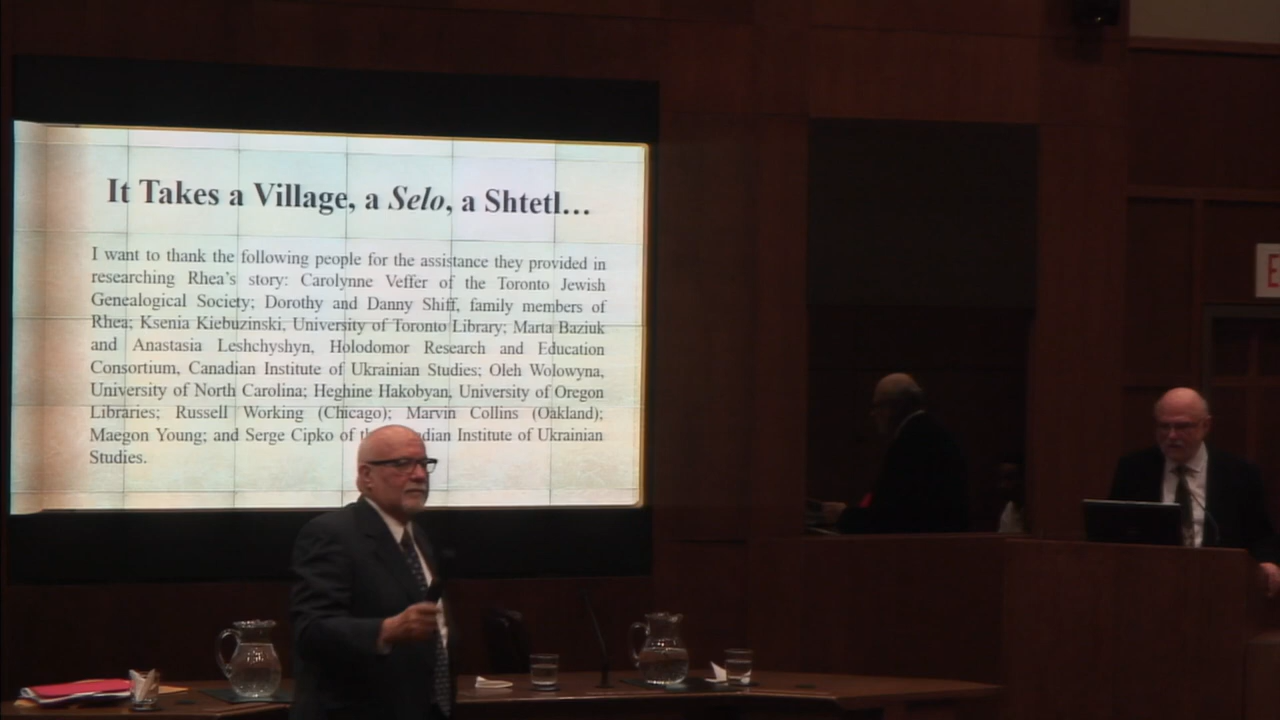 It Takes a Village, a Selo, a Shtetl...
I want to thank the following people for the assistance they provided in
researching Rhea's story: Carolynne Veffer of the Toronto Jewish
Genealogical Society; Dorothy and Danny Shiff, family members of
Rhea; Ksenia Kiebuzinski, University of Toronto Library; Marta Baziuk
and Anastasia Leshchyshyn, Holodomor Research and Education
Consortium, Canadian Institute of Ukrainian Studies; Oleh Wolowyna,
University of North Carolina; Heghine Hakobyan, University of Oregon
Libraries; Russell Working (Chicago); Marvin Collins (Oakland);
Maegon Young; and Serge Cipko of dian Institute of Ukrainian
Studies.
E